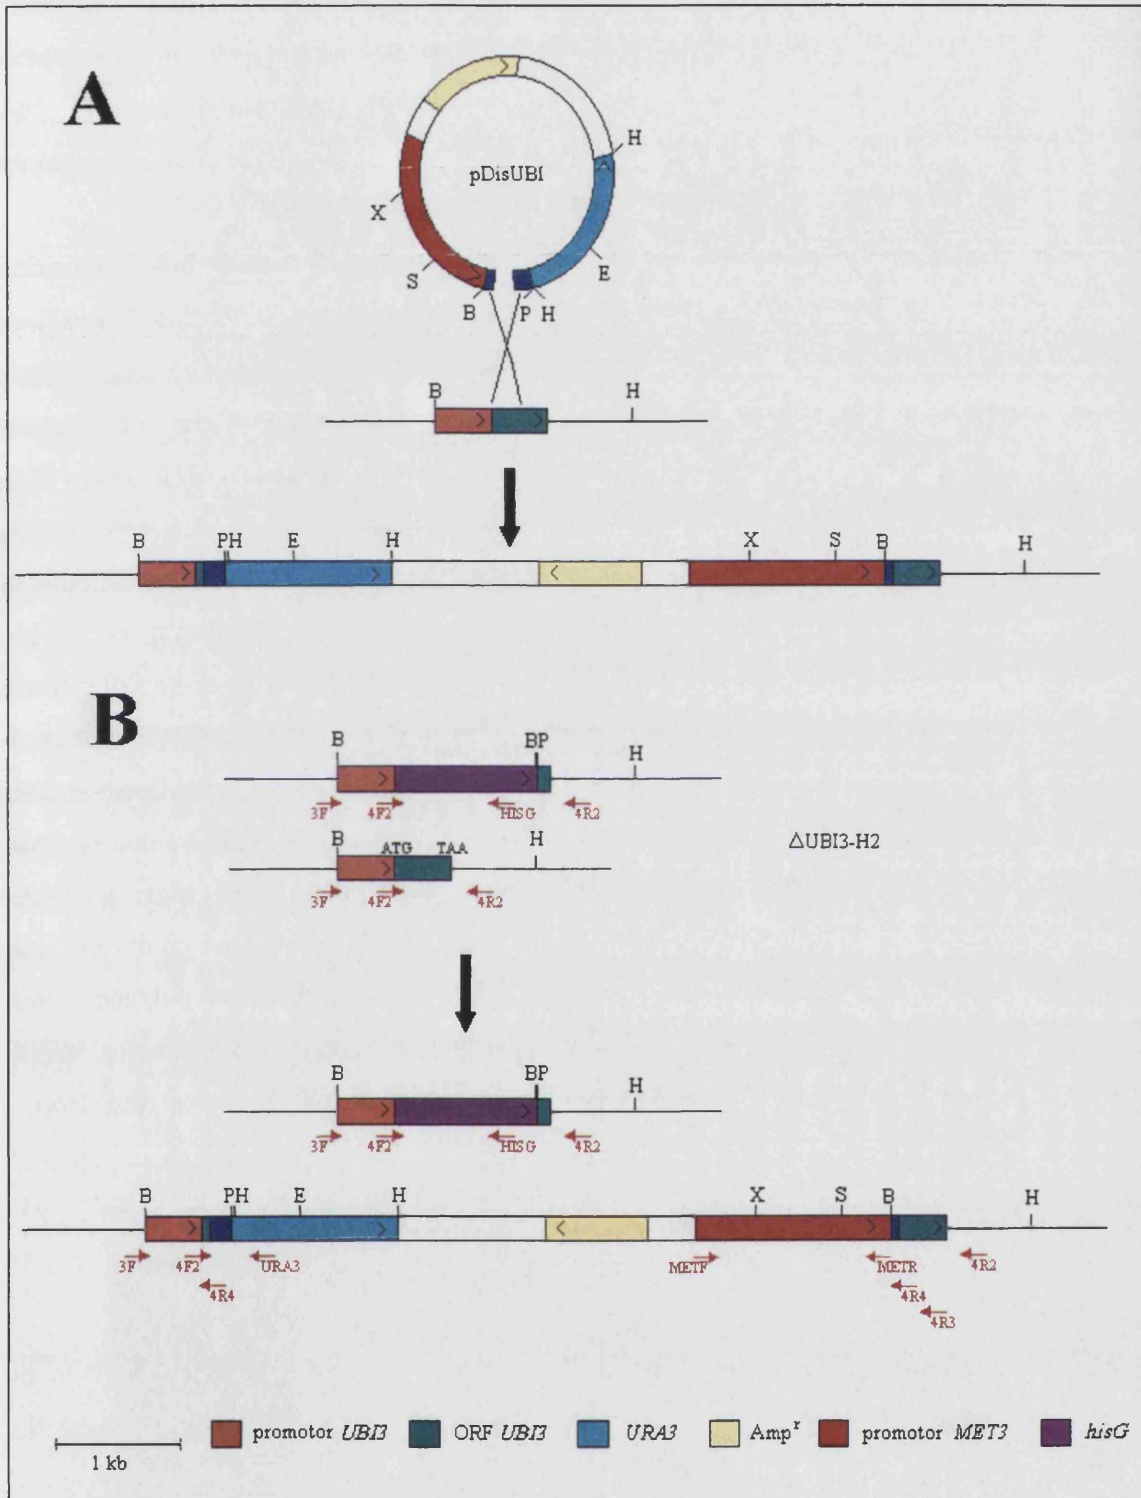 A
H
pDisUBI
X
S
E
B
P H
B
H
B
PH
E
H
X
S
B
H
B
B
BP
H
3F
4F2
HISG
4R2
B
ATG
TAA
H
ΔUBI3-H2
3F
4F2
4R2
B
BP
H
3F
4F2
HISG
4R2
B
PH
E
H
X
S
B
H
3F
4F2
URA3
METF
METR
4R2
4R4
4R4
4R3
promotor UBI3
ORF UBI3
URA3
Ampr
promotor MET3
hisG
1 kb